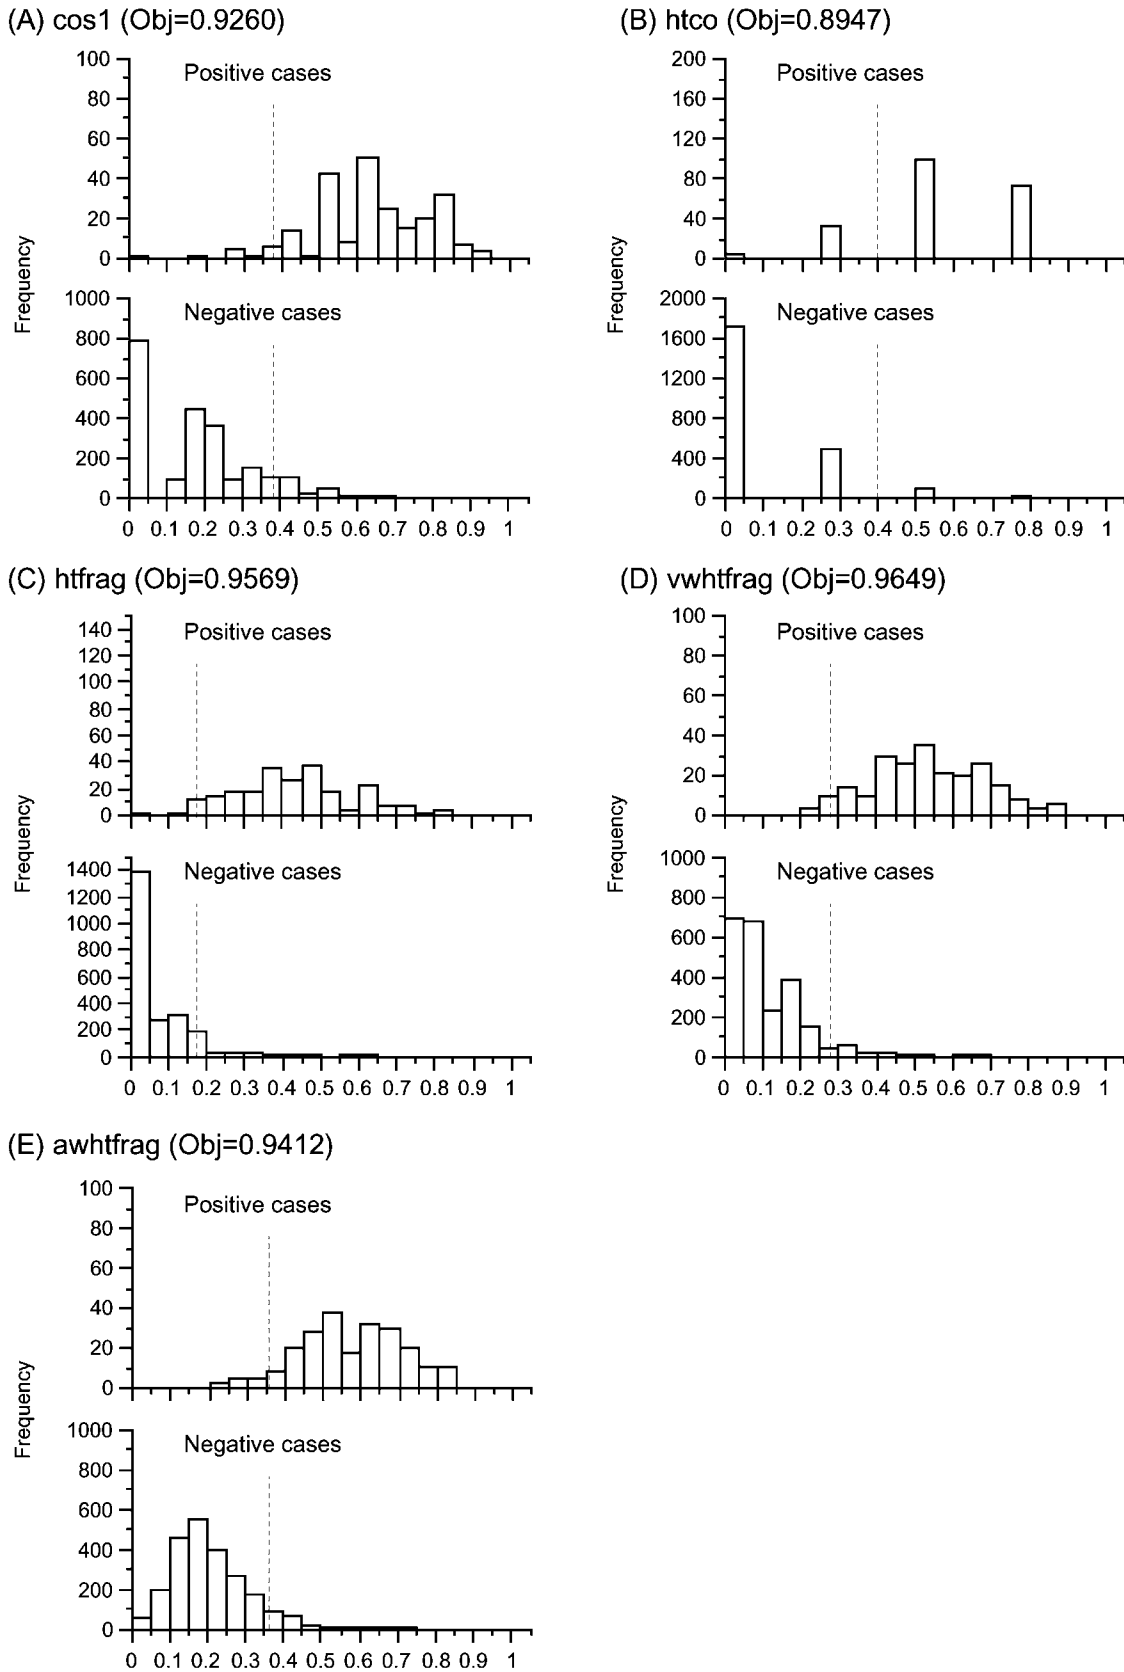 (A) cos1 (Obj=0.9260)
Positive cases
100
80
60
40
20
0
Frequency
Negative cases
1000
800
600
400
200
0
0 0.1 0.2 0.3 0.4 0.5 0.6 0.7 0.8 0.9 1
(B) htco (Obj=0.8947)
Positive cases
200
160
120
80
40
0
Frequency
Negative cases
2000
1600
1200
800
400
0
0 0.1 0.2 0.3 0.4 0.5 0.6 0.7 0.8 0.9 1
(C) htfrag (Obj=0.9569)
Positive cases
140
120
100
80
60
40
20
0
Frequency
Negative cases
1400
1200
1000
800
600
400
200
0
0 0.1 0.2 0.3 0.4 0.5 0.6 0.7 0.8 0.9 1
(D) vwhtfrag (Obj=0.9649)
Positive cases
100
80
60
40
20
0
Frequency
Negative cases
1000
800
600
400
200
0
0 0.1 0.2 0.3 0.4 0.5 0.6 0.7 0.8 0.9 1
(E) awhtfrag (Obj=0.9412)
Positive cases
100
80
60
40
20
0
Frequency
Negative cases
1000
800
600
400
200
0
0 0.1 0.2 0.3 0.4 0.5 0.6 0.7 0.8 0.9 1